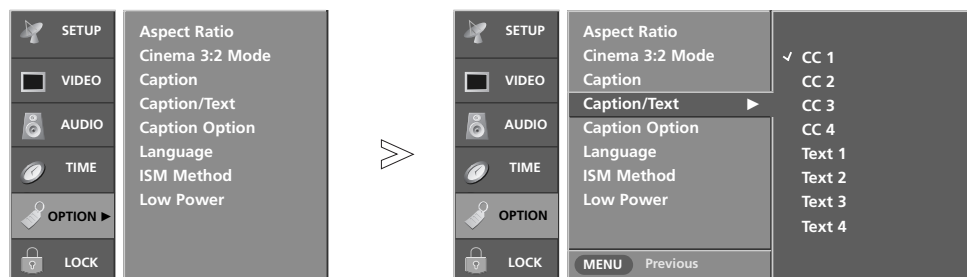 SETUP
VIDEO
AUDIO
TIME
OPTION ►
LOCK
Aspect Ratio
Cinema 3:2 Mode
Caption
Caption/Text
Caption Option
Language
ISM Method
Low Power
SETUP
VIDEO
AUDIO
TIME
OPTION
LOCK
Aspect Ratio
Cinema 3:2 Mode
Caption
Caption/Text ►
Caption Option
Language
ISM Method
Low Power
MENU Previous
✓ CC 1
CC 2
CC 3
CC 4
Text 1
Text 2
Text 3
Text 4